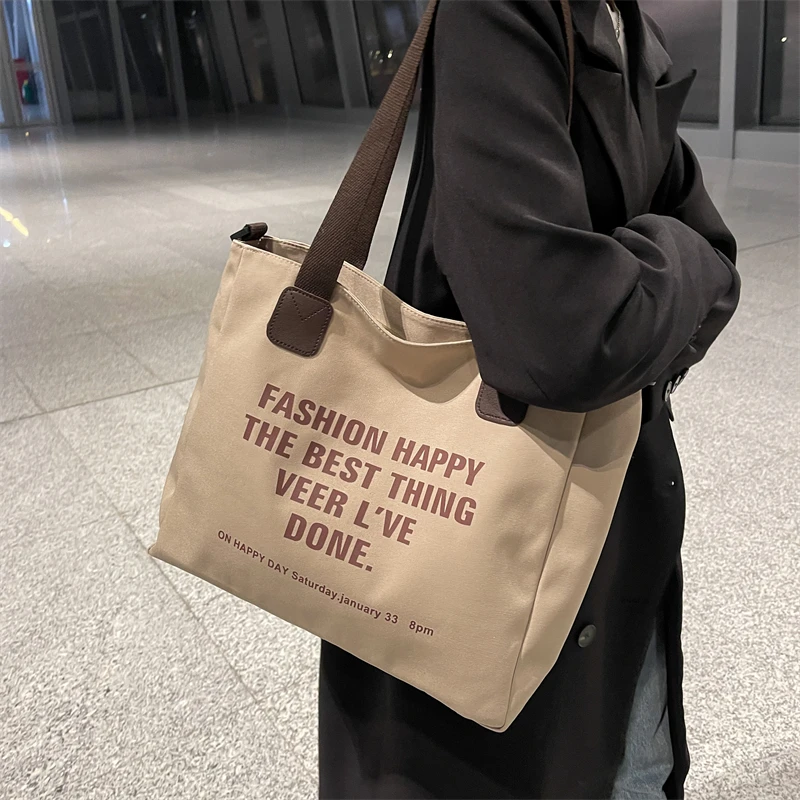 FASHION HAPPY
THE BEST THING
VEER L'VE
DONE.
ON HAPPY DAY Saturday.january 33 8pm